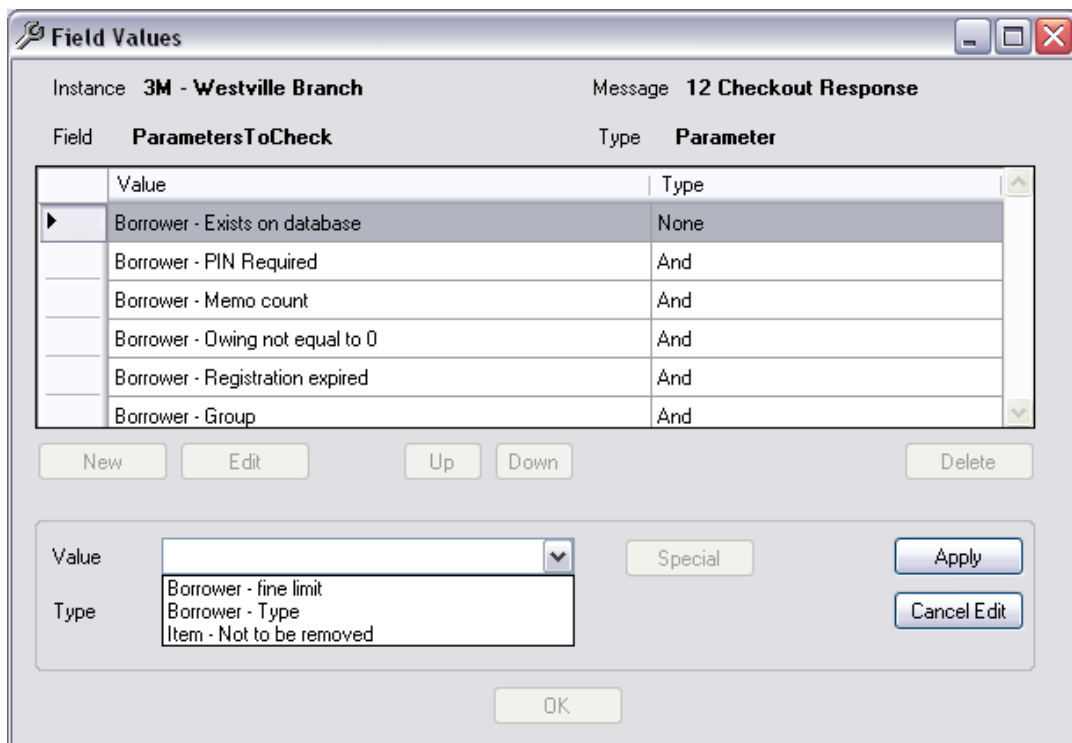 Field Values
Instance 3M - Westville Branch Message 12 Checkout Response
Field ParametersToCheck Type Parameter
Value Type
Borrower - Exists on database None
Borrower - PIN Required And
Borrower - Memo count And
Borrower - Owing not equal to 0 And
Borrower - Registration expired And
Borrower - Group And
New Edit Up Down Delete
Value Special Apply
Borrower - fine limit
Type Borrower - Type Cancel Edit
Item - Not to be removed
OK